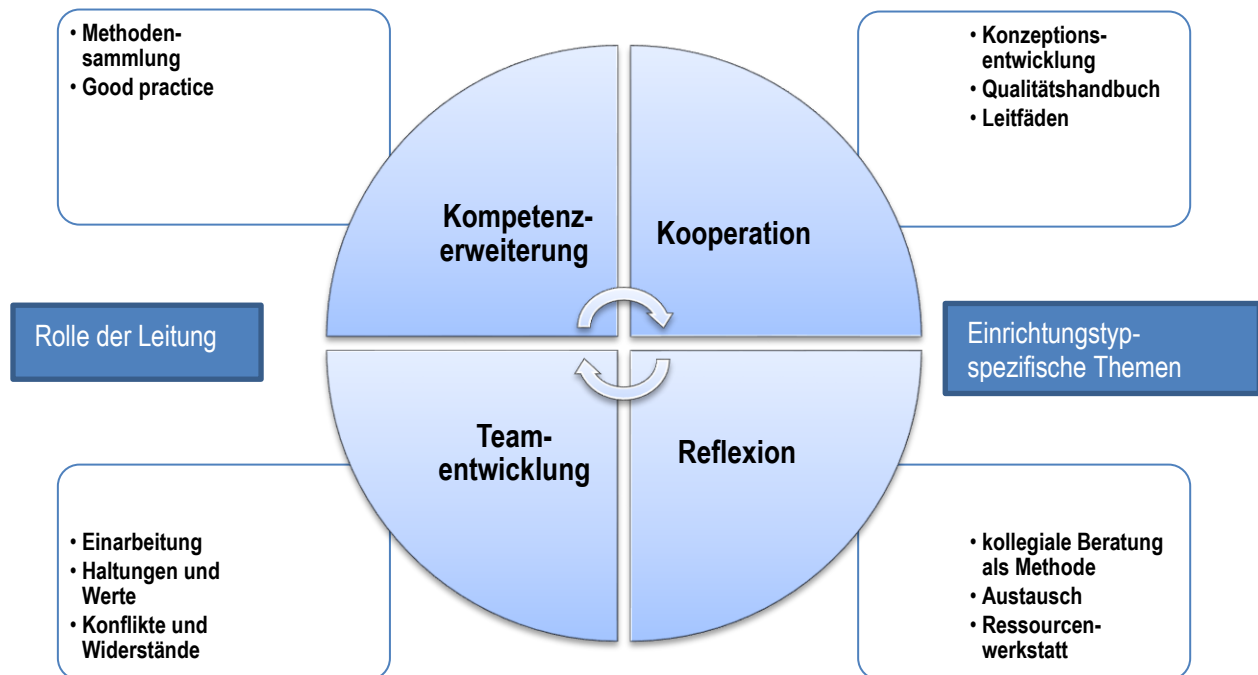 • Methoden-
sammlung
• Good practice
• Konzeptions-
entwicklung
• Qualitätshandbuch
• Leitfäden
Kompetenz-
erweiterung
Kooperation
Rolle der Leitung
Einrichtungstyp-
spezifische Themen
Team-
entwicklung
Reflexion
• Einarbeitung
• Haltungen und
Werte
• Konflikte und
Widerstände
• kollegiale Beratung
als Methode
• Austausch
• Ressourcen-
werkstatt